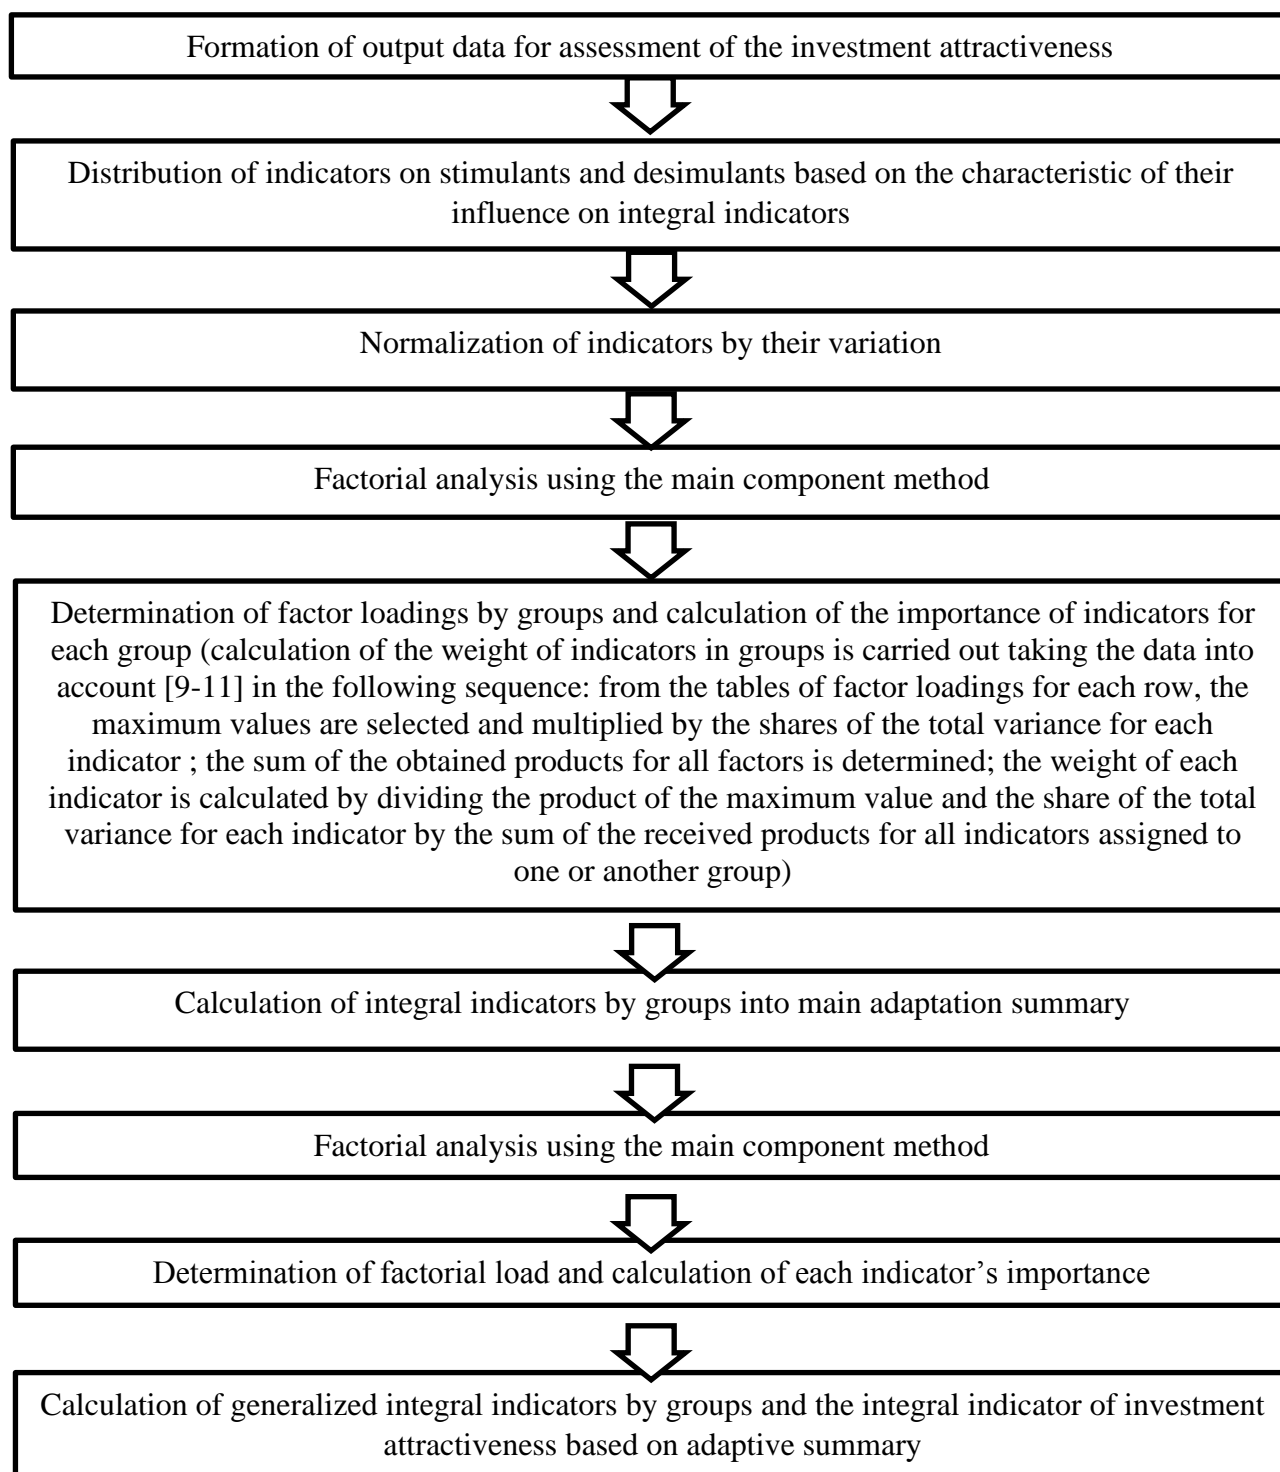 Formation of output data for assessment of the investment attractiveness
Distribution of indicators on stimulants and desimulants based on the characteristic of their
influence on integral indicators
Normalization of indicators by their variation
Factorial analysis using the main component method
Determination of factor loadings by groups and calculation of the importance of indicators for
each group (calculation of the weight of indicators in groups is carried out taking the data into
account [9-11] in the following sequence: from the tables of factor loadings for each row, the
maximum values are selected and multiplied by the shares of the total variance for each
indicator ; the sum of the obtained products for all factors is determined; the weight of each
indicator is calculated by dividing the product of the maximum value and the share of the total
variance for each indicator by the sum of the received products for all indicators assigned to
one or another group)
Calculation of integral indicators by groups into main adaptation summary
Factorial analysis using the main component method
Determination of factorial load and calculation of each indicator’s importance
Calculation of generalized integral indicators by groups and the integral indicator of investment
attractiveness based on adaptive summary